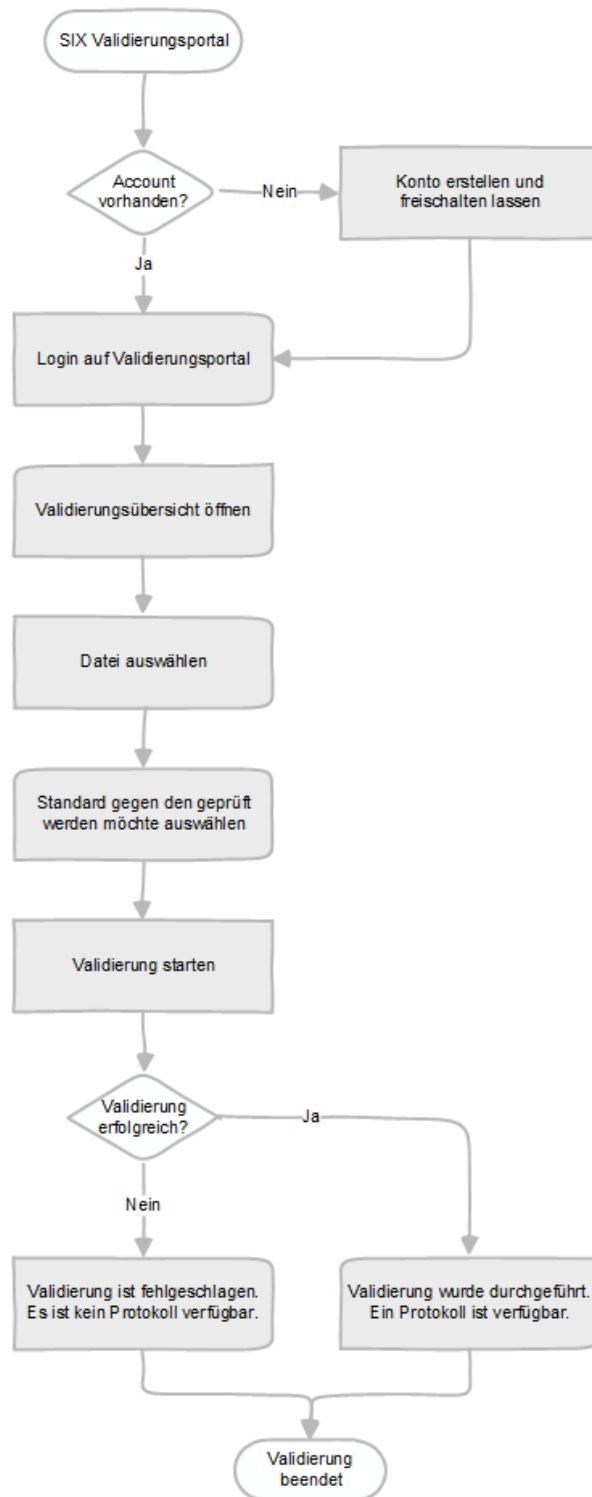 SIX Validierungsportal
Account
vorhanden?
Nein
Konto erstellen und
freischalten lassen
Ja
Login auf Validierungsportal
Validierungsübersicht öffnen
Datei auswählen
Standard gegen den geprüft
werden möchte auswählen
Validierung starten
Validierung
erfolgreich?
Ja
Nein
Validierung ist fehlgeschlagen.
Es ist kein Protokoll verfügbar.
Validierung wurde durchgeführt.
Ein Protokoll ist verfügbar.
Validierung
beendet